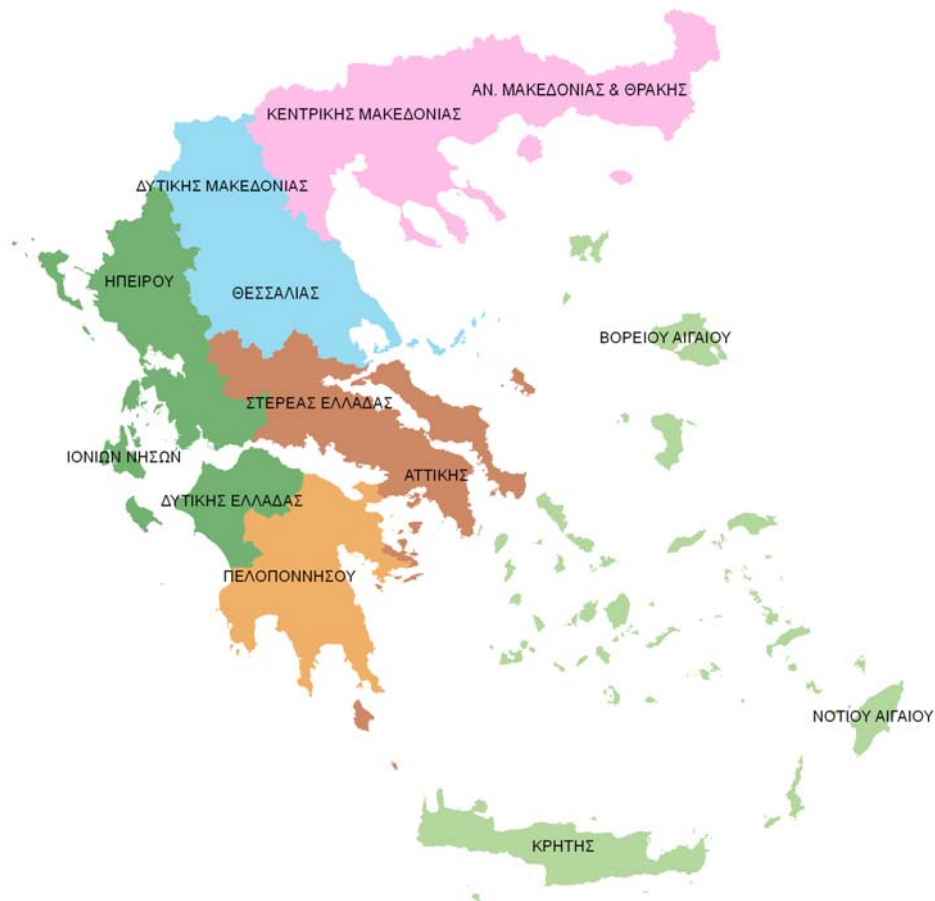 ΑΝ. ΜΑΚΕΔΟΝΙΑΣ & ΘΡΑΚΗΣ
ΚΕΝΤΡΙΚΗΣ ΜΑΚΕΔΟΝΙΑΣ
ΔΥΤΙΚΗΣ ΜΑΚΕΔΟΝΙΑΣ
ΗΠΕΙΡΟΥ
ΘΕΣΣΑΛΙΑΣ
ΒΟΡΕΙΟΥ ΑΙΓΑΙΟΥ
ΣΤΕΡΕΑΣ ΕΛΛΑΔΑΣ
ΙΟΝΙΩΝ ΝΗΣΩΝ
ΑΤΤΙΚΗΣ
ΔΥΤΙΚΗΣ ΕΛΛΑΔΑΣ
ΠΕΛΟΠΟΝΝΗΣΟΥ
ΝΟΤΙΟΥ ΑΙΓΑΙΟΥ
ΚΡΗΤΗΣ